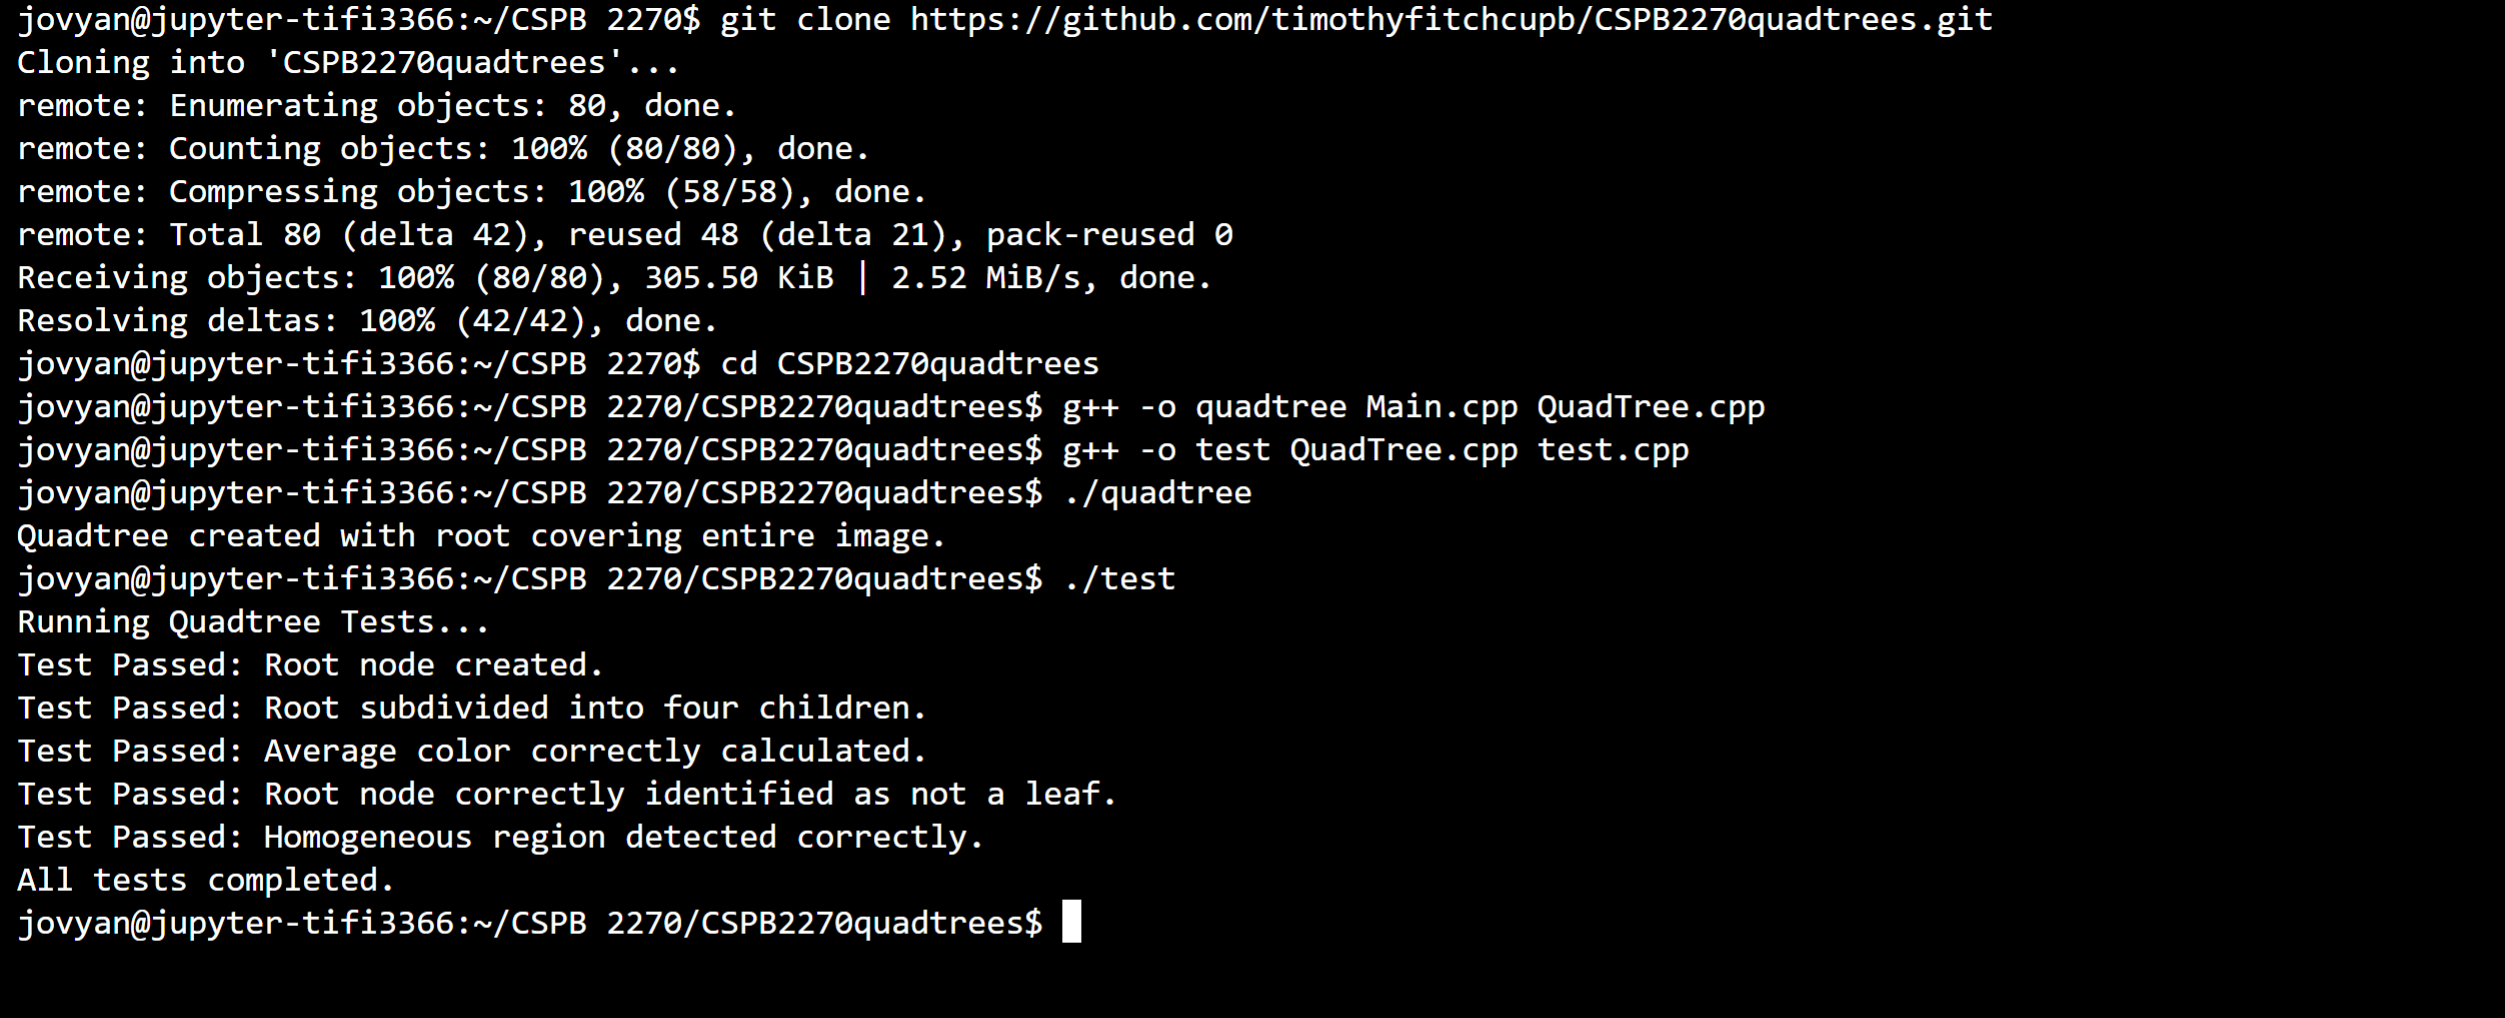 jovyan@jupyter-tifi3366:~/CSPB 2270$ git clone https://github.com/timothyfitchcupb/CSPB2270quadtrees.git
Cloning into 'CSPB2270quadtrees'...
remote: Enumerating objects: 80, done.
remote: Counting objects: 100% (80/80), done.
remote: Compressing objects: 100% (58/58), done.
remote: Total 80 (delta 42), reused 48 (delta 21), pack-reused 0
Receiving objects: 100% (80/80), 305.50 KiB | 2.52 MiB/s, done.
Resolving deltas: 100% (42/42), done.
jovyan@jupyter-tifi3366:~/CSPB 2270$ cd CSPB2270quadtrees
jovyan@jupyter-tifi3366:~/CSPB 2270/CSPB2270quadtrees$ g++ -o quadtree Main.cpp QuadTree.cpp
jovyan@jupyter-tifi3366:~/CSPB 2270/CSPB2270quadtrees$ g++ -o test QuadTree.cpp test.cpp
jovyan@jupyter-tifi3366:~/CSPB 2270/CSPB2270quadtrees$ ./quadtree
Quadtree created with root covering entire image.
jovyan@jupyter-tifi3366:~/CSPB 2270/CSPB2270quadtrees$ ./test
Running Quadtree Tests...
Test Passed: Root node created.
Test Passed: Root subdivided into four children.
Test Passed: Average color correctly calculated.
Test Passed: Root node correctly identified as not a leaf.
Test Passed: Homogeneous region detected correctly.
All tests completed.
jovyan@jupyter-tifi3366:~/CSPB 2270/CSPB2270quadtrees$